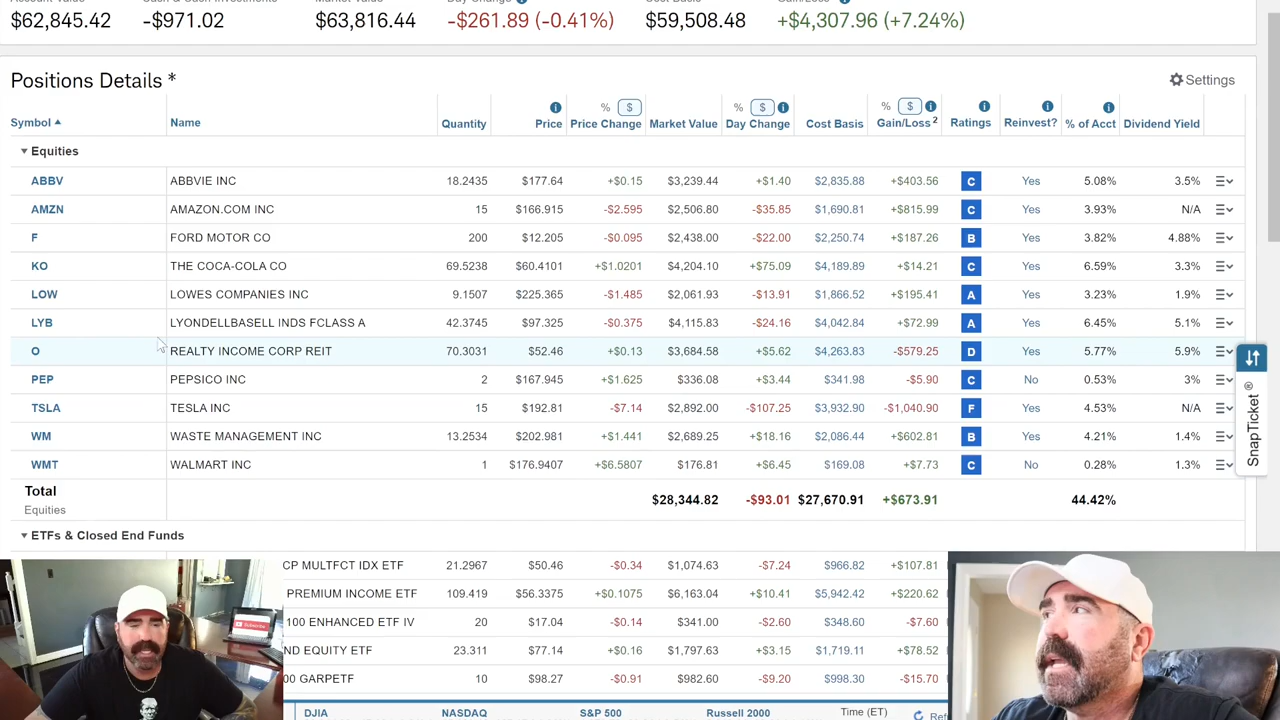 $62,845.42 -$971.02 $63,816.44 -$261.89 (-0.41%) $59,508.48 +$4,307.96 (+7.24%)
Positions Details *
Settings
% $ % $ % $
Symbol Name Quantity Price Price Change Market Value Day Change Cost Basis Gain/Loss 2 Ratings Reinvest? % of Acct Dividend Yield
Equities
ABBV ABBVIE INC 18.2435 $177.64 +$0.15 $3,239.44 +$1.40 $2,835.88 +$403.56 C Yes 5.08% 3.5%
AMZN AMAZON.COM INC 15 $166.915 -$2.595 $2,506.80 -$35.85 $1,690.81 +$815.99 C Yes 3.93% N/A
F FORD MOTOR CO 200 $12.205 -$0.095 $2,438.00 -$22.00 $2,250.74 +$187.26 B Yes 3.82% 4.88%
KO THE COCA-COLA C 69.5238 $60.4101 +$1.0201 $4,204.10 +$75.09 $4,189.89 +$14.21 C Yes 6.59% 3.3%
LOW LOWES COMPANIES INC 9.1507 $225.365 -$1.485 $2,061.93 -$13.91 $1,866.52 +$195.41 A Yes 3.23% 1.9%
LYB LYONDELLBASELL INDS FCLASS A 42.3745 $97.325 -$0.375 $4,115.83 -$24.16 $4,042.84 +$72.99 A Yes 6.45% 5.1%
O REALTY INCOME CORP REIT 70.3031 $52.46 +$0.13 $3,684.58 +$5.62 $4,263.83 -$579.25 D Yes 5.77% 5.9%
PEP PEPSICO INC 2 $167.945 +$1.625 $336.08 +$3.44 $341.98 -$5.90 C No 0.53% 3%
TSLA TESLA INC 15 $192.81 -$7.14 $2,892.00 -$107.25 $3,932.90 -$1,040.90 F Yes 4.53% N/A
WM WASTE MANAGEMENT INC 13.2534 $202.981 +$1.441 $2,689.25 +$18.16 $2,086.44 +$602.81 B Yes 4.21% 1.4%
WMT WALMART INC 1 $176.9407 +$6.5807 $176.81 +$6.45 $169.08 +$7.73 C No 0.28% 1.3%
SnapTicket ®
Total $28,344.82 -$93.01 $27,670.91 +$673.91 44.42%
Equities
ETFs & Closed End Funds
CP MULTFCT IDX ETF 21.2967 $50.46 -$0.34 $1,074.63 -$7.24 $966.82 +$107.81
PREMIUM INCOME ETF 109.419 $56.3375 +$0.1075 $6,163.04 +$10.41 $5,942.42 +$220.62
100 ENHANCED ETF IV 20 $17.04 -$0.14 $341.00 -$2.60 $348.60 -$7.60
ND EQUITY ETF 23.311 $77.14 +$0.16 $1,797.63 +$3.15 $1,719.11 +$78.52
00 GARPETF 10 $98.27 -$0.91 $982.60 -$9.20 $998.30 -$15.70
Subscribe
DJIA NASDAQ S&P 500 Russell 2000 Time (ET) Ref